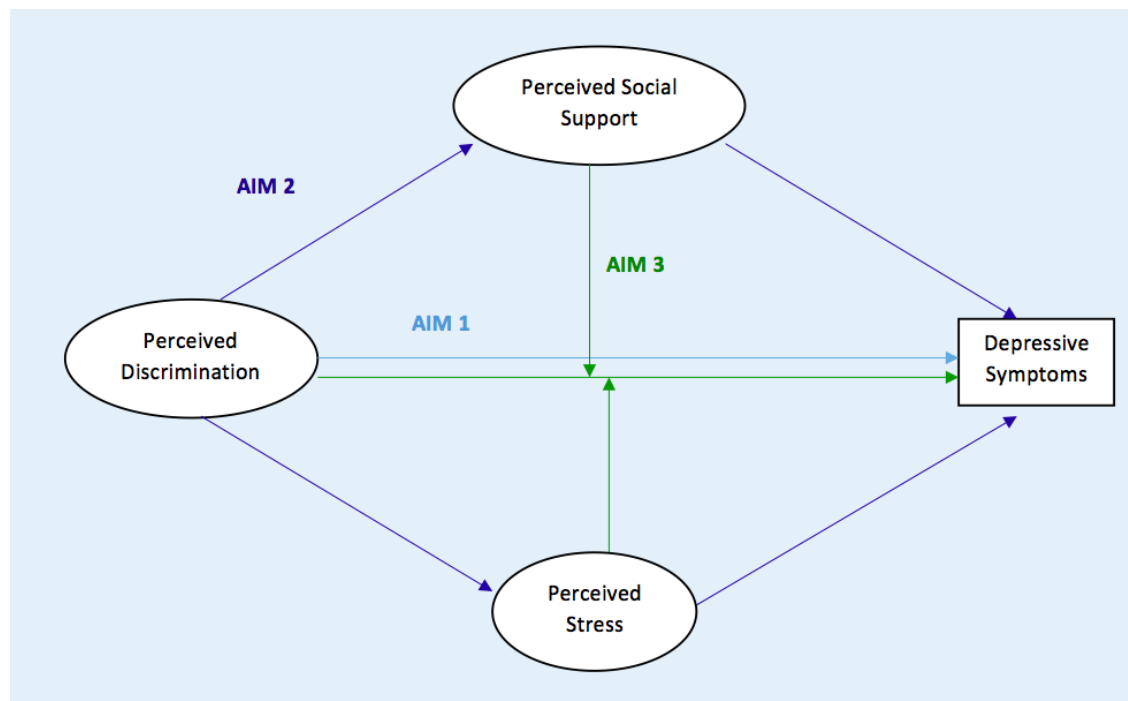 Perceived Social
Support
AIM 2
AIM 3
AIM 1
Perceived
Discrimination
Depressive
Symptoms
Perceived
Stress